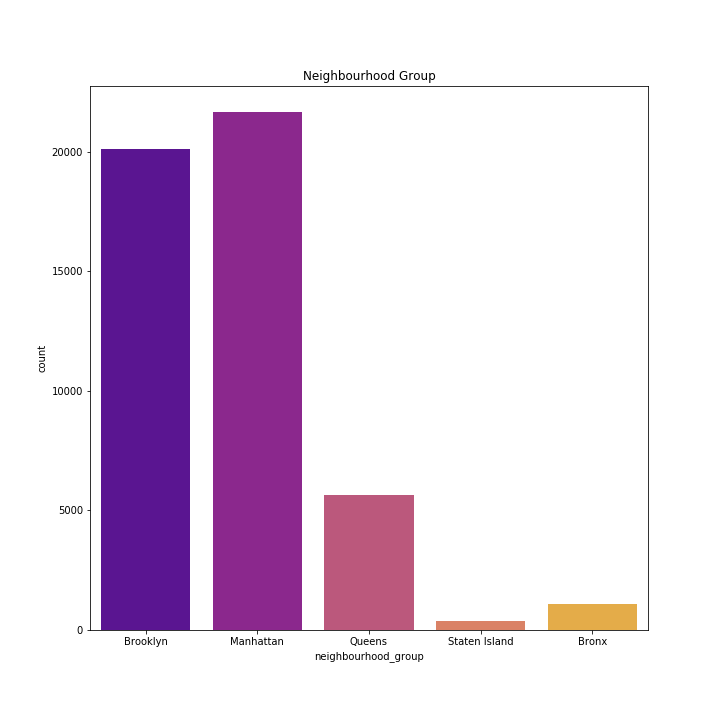 Neighbourhood Group
20000
15000
10000
5000
0
count
Brooklyn Manhattan Queens Staten Island Bronx
neighbourhood_group